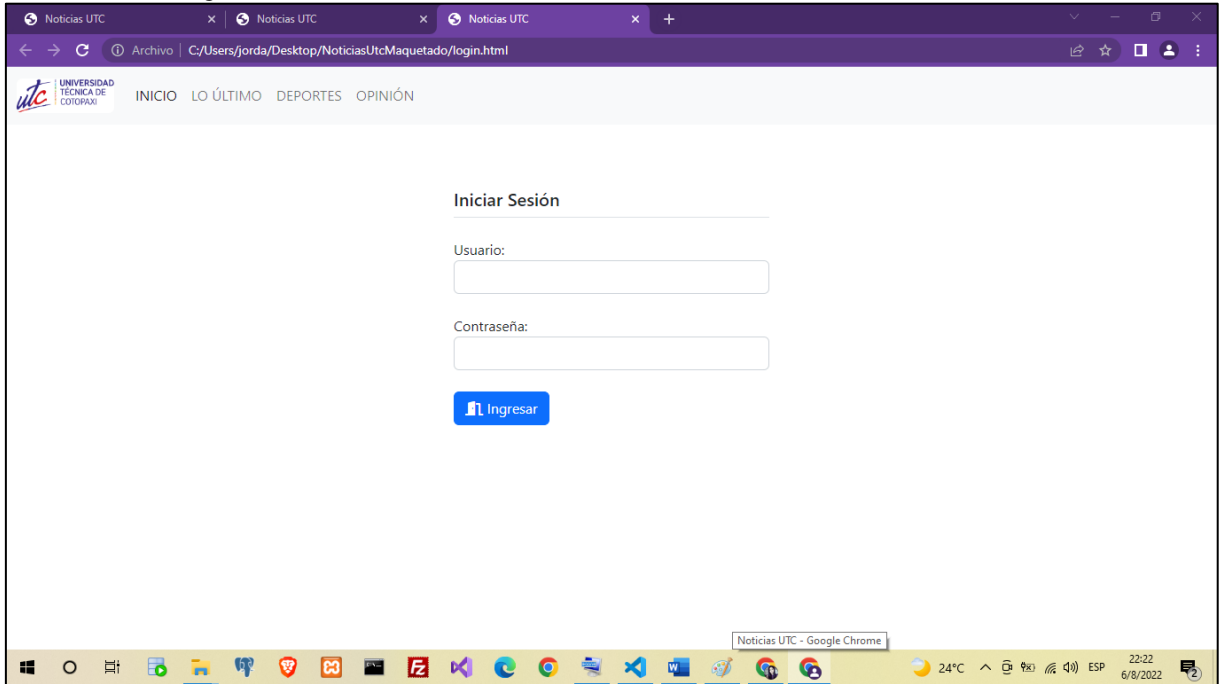 Noticias UTC
Noticias UTC
Noticias UTC
Archivo | C:/Users/jorda/Desktop/NoticiasUtcMaquetado/login.html
utc UNIVERSIDAD
TÉCNICA DE
COTOPAXI
INICIO LO ÚLTIMO DEPORTES OPINIÓN
Iniciar Sesión
Usuario:
Contraseña:
Ingresar
Noticias UTC - Google Chrome
24°C ESP 22:22
6/8/2022
2